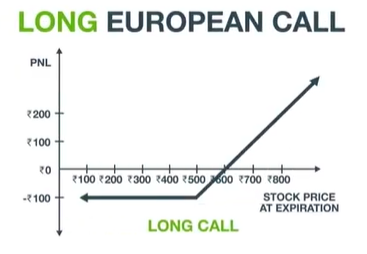 LONG EUROPEAN CALL
PNL
₹200
₹100
₹0
-₹100
₹100 ₹200 ₹300 ₹400 ₹500 ₹600 ₹700 ₹800
STOCK PRICE
AT EXPIRATION
LONG CALL